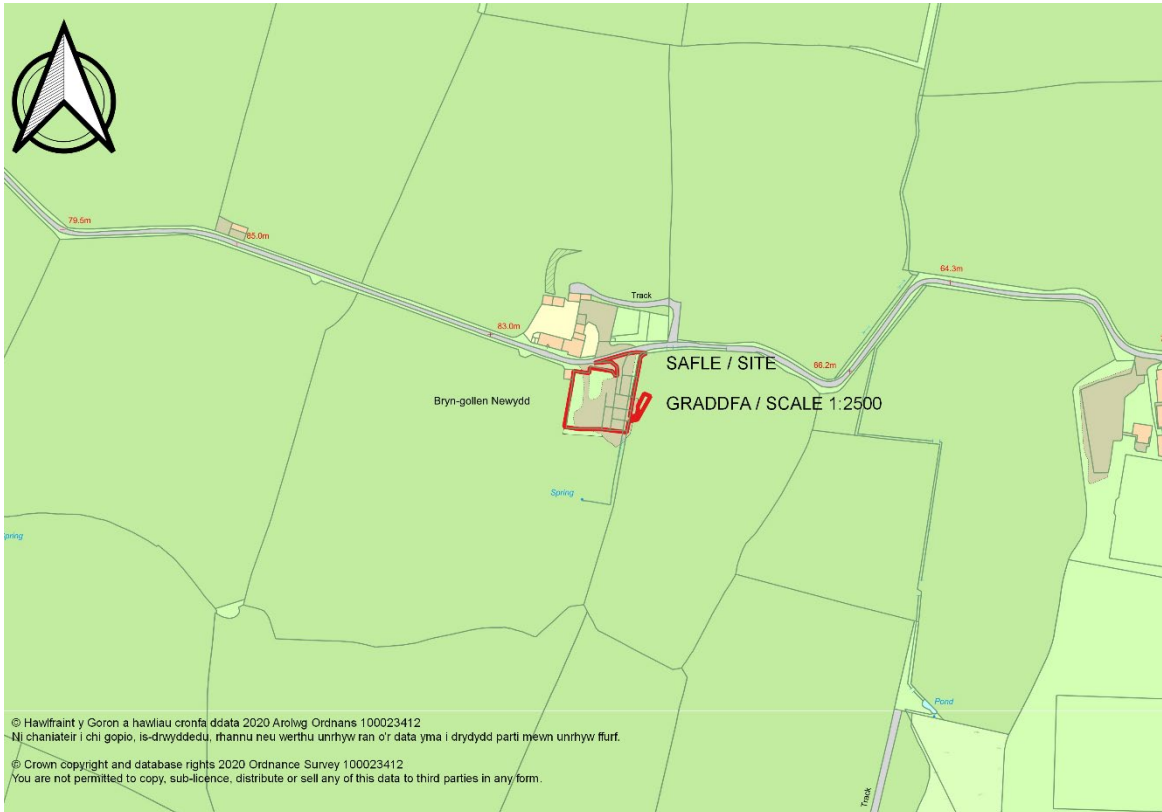 79.5m
85.0m
83.0m
Track
64.3m
66.2m
SAFLE / SITE
GRADDFA / SCALE 1:2500
Bryn-gollen Newydd
Spring
Spring
Pond
Track
© Hawlfraint y Goron a hawliau cronfa ddata 2020 Arolwg Ordnans 100023412
Ni chaniateir i chi gopio, is-drwyddedu, rhannu neu werthu unrhyw ran o'r data yma i drydydd parti mewn unrhyw ffurf.
© Crown copyright and database rights 2020 Ordnance Survey 100023412
You are not permitted to copy, sub-licence, distribute or sell any of this data to third parties in any form.